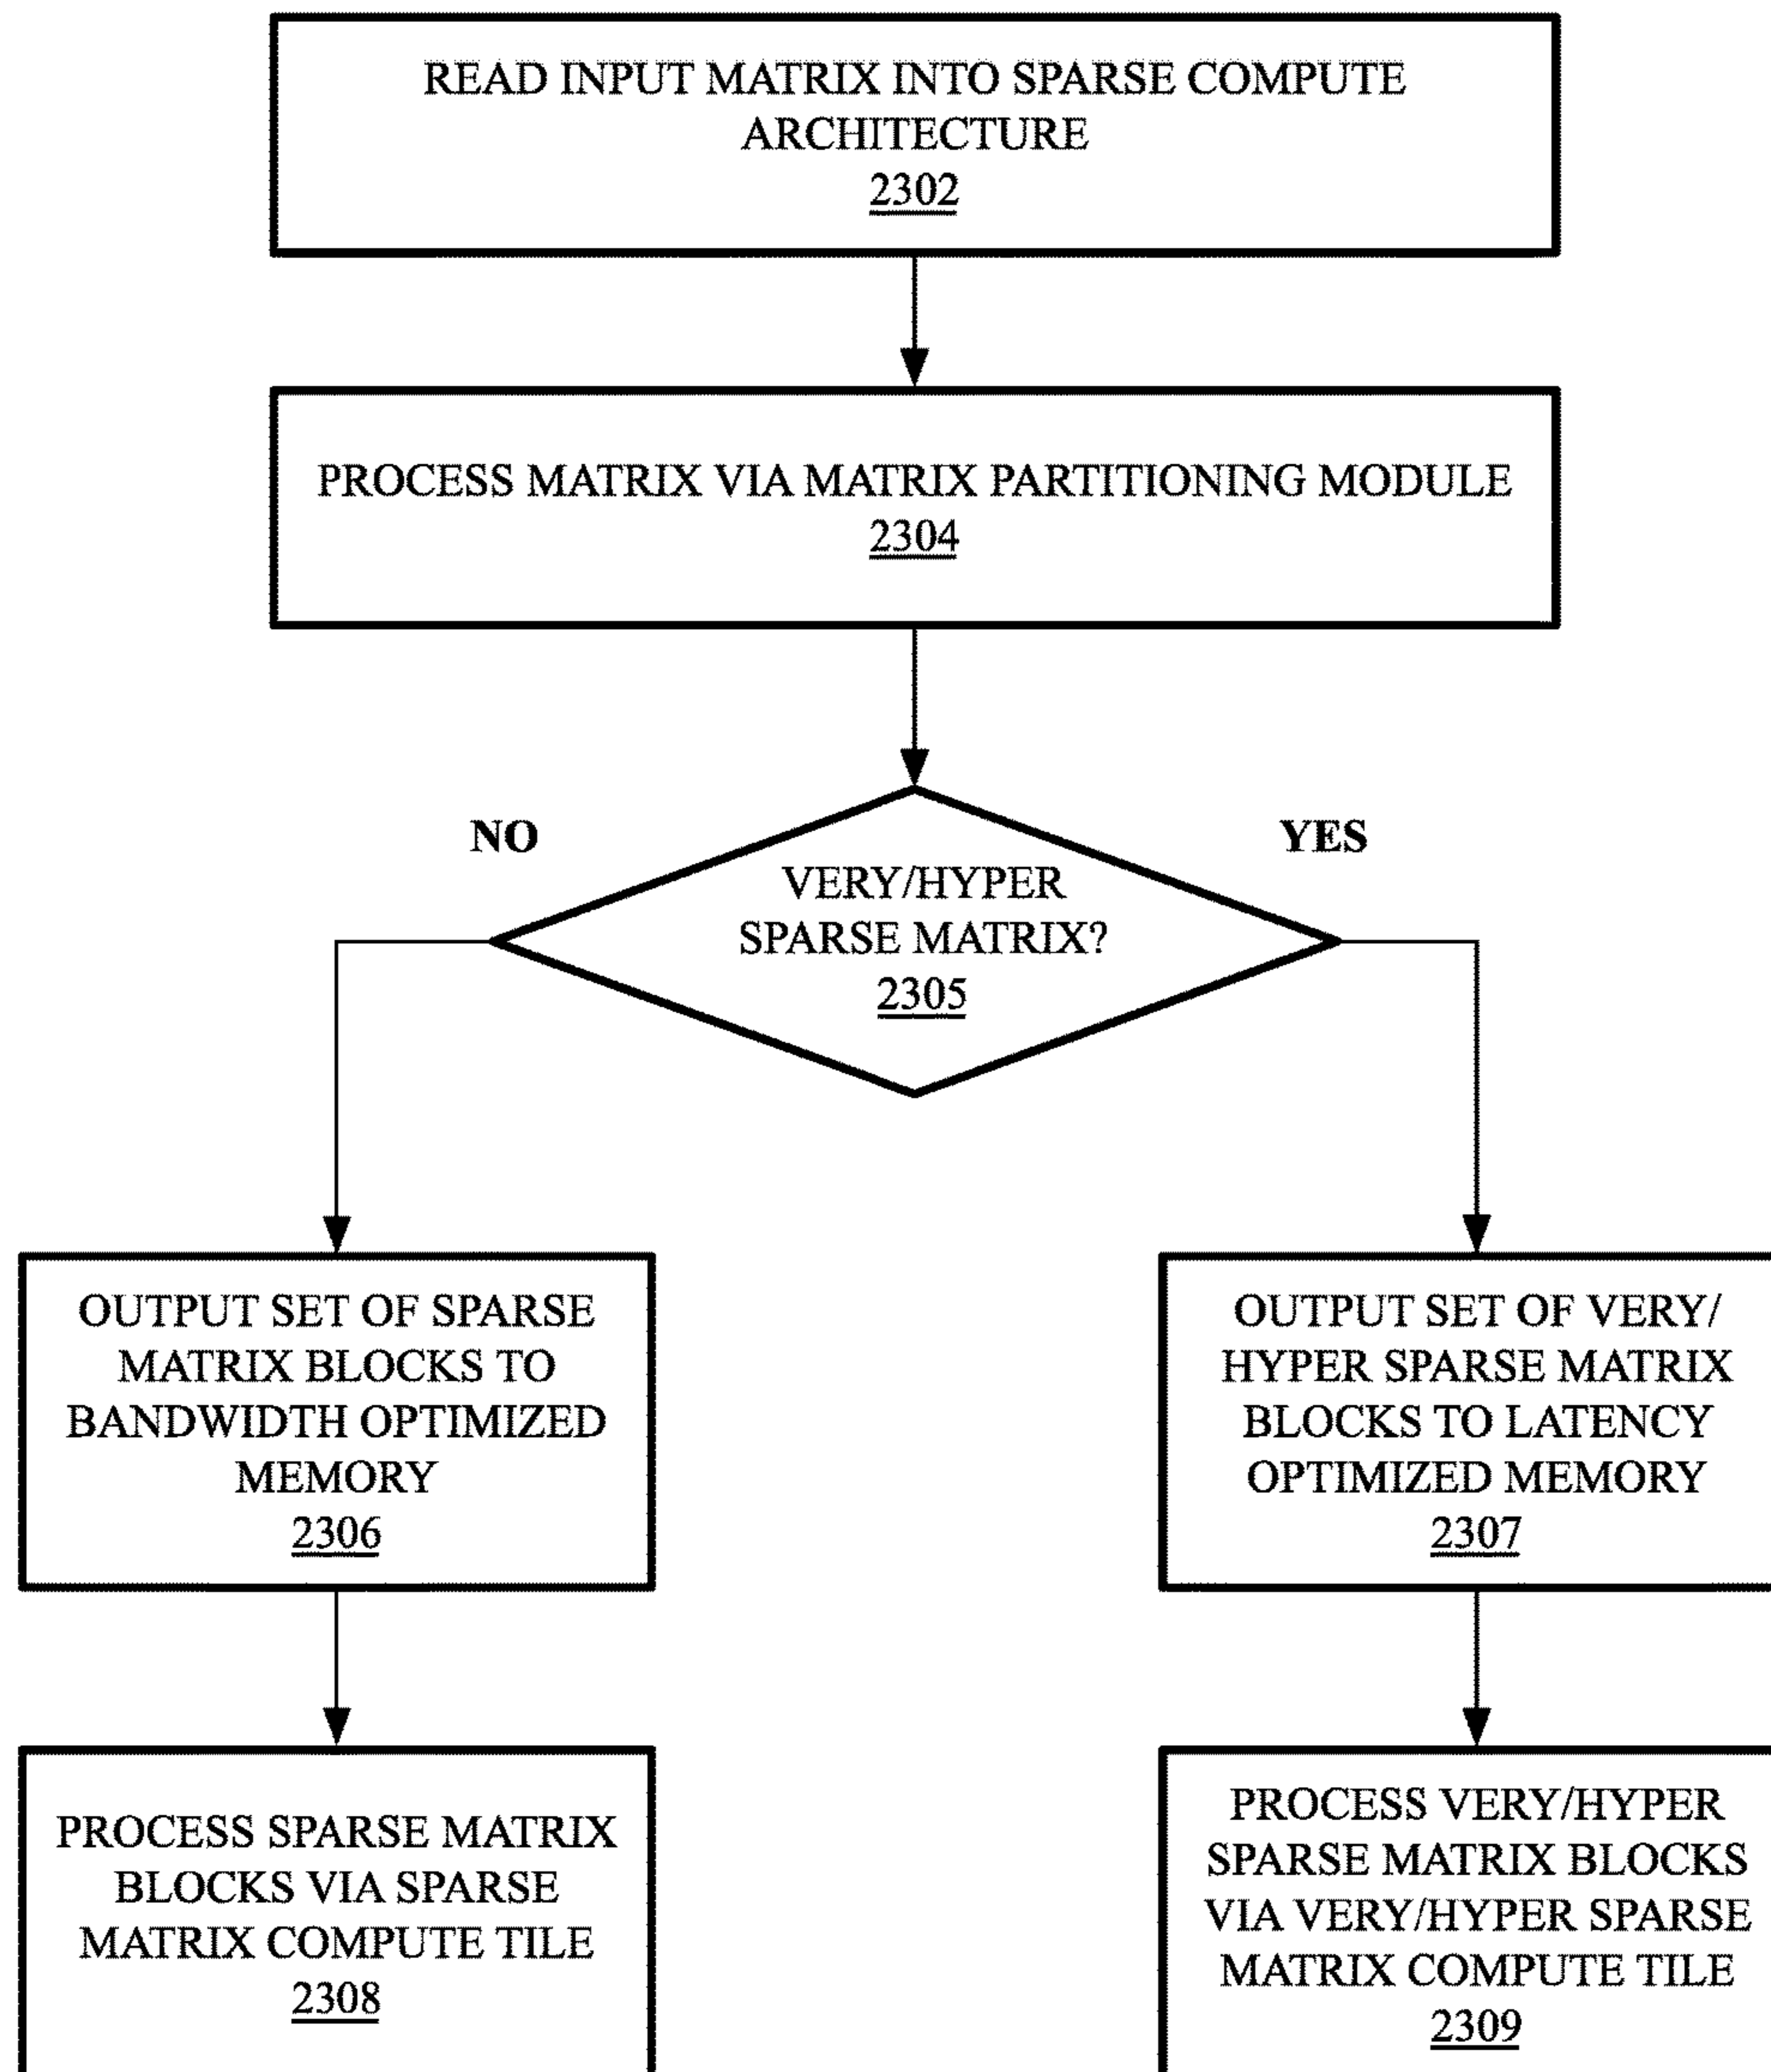 READ INPUT MATRIX INTO SPARSE COMPUTE
ARCHITECTURE
2302
PROCESS MATRIX VIA MATRIX PARTITIONING MODULE
2304
NO
YES
VERY/HYPER
SPARSE MATRIX?
2305
OUTPUT SET OF SPARSE
MATRIX BLOCKS TO
BANDWIDTH OPTIMIZED
MEMORY
2306
OUTPUT SET OF VERY/
HYPER SPARSE MATRIX
BLOCKS TO LATENCY
OPTIMIZED MEMORY
2307
PROCESS SPARSE MATRIX
BLOCKS VIA SPARSE
MATRIX COMPUTE TILE
2308
PROCESS VERY/HYPER
SPARSE MATRIX BLOCKS
VIA VERY/HYPER SPARSE
MATRIX COMPUTE TILE
2309